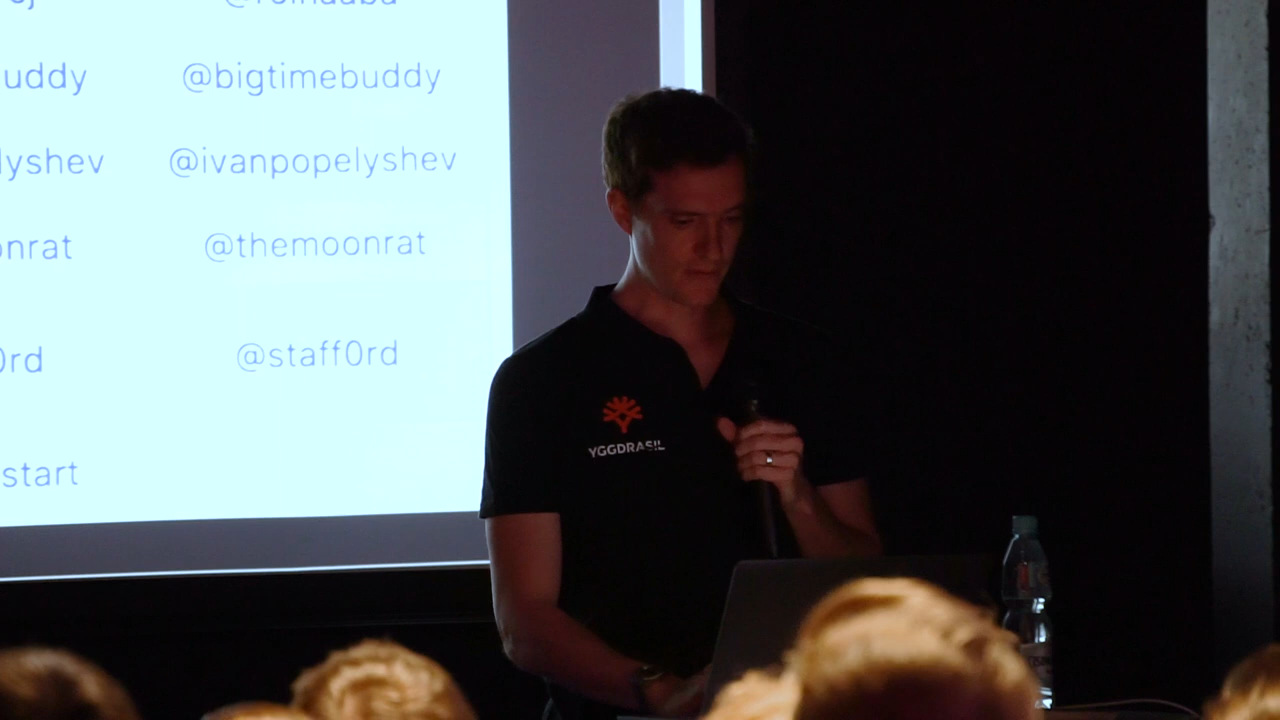 uddy @bigtimebuddy
lyshev @ivanpopelyshev
onrat @themoonrat
0rd @staff0rd
start
YGGDRASIL